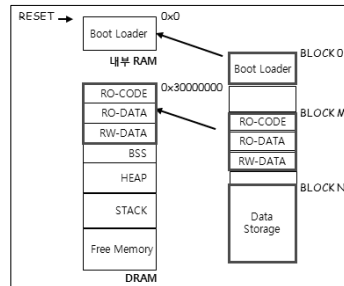 RESET
0x0
Boot Loader
내부 RAM
0x30000000
RO-CODE
RO-DATA
RW-DATA
BSS
HEAP
STACK
Free Memory
DRAM
BLOCK 0
Boot Loader
BLOCK M
RO-CODE
RO-DATA
RW-DATA
BLOCK N
Data
Storage